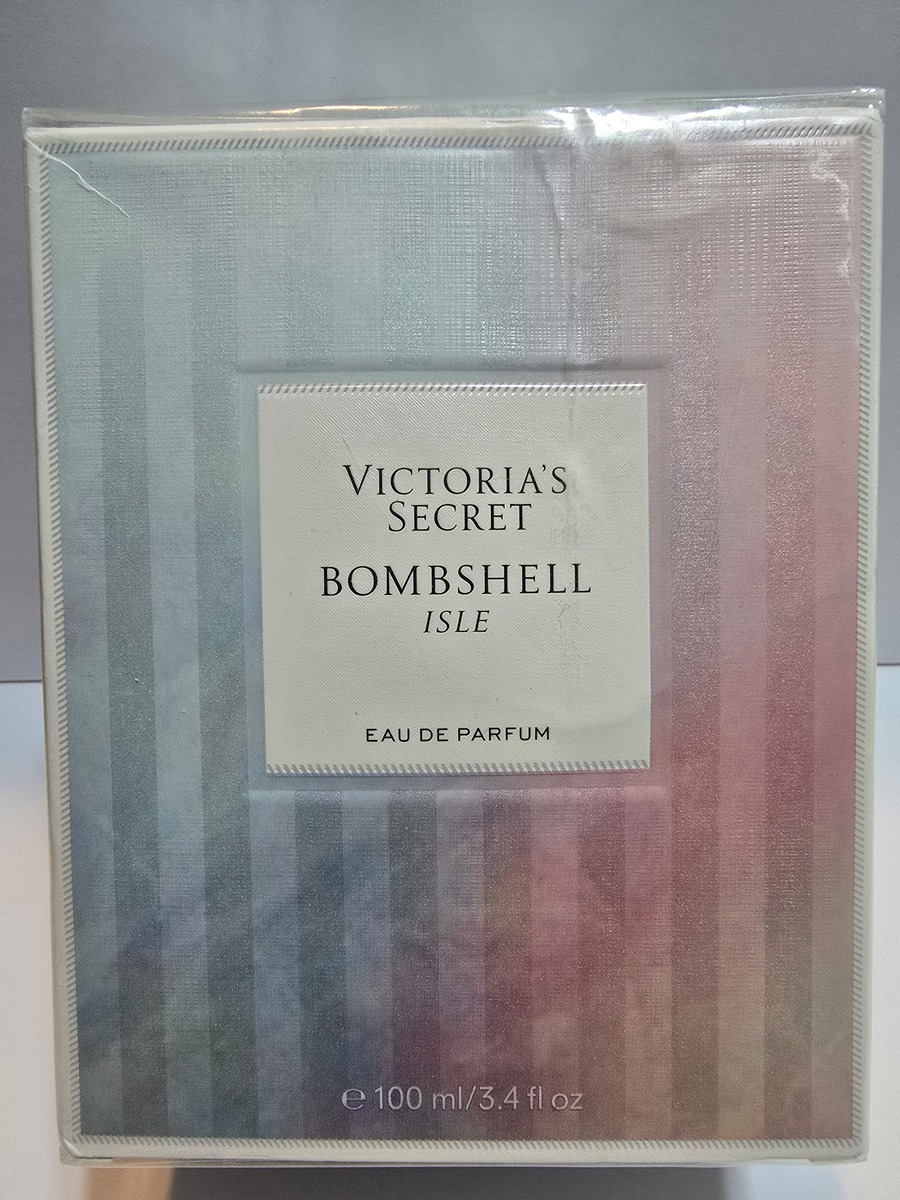 VICTORIA'S
SECRET
BOMBSHELL
ISLE
EAU DE PARFUM
℮ 100 ml/3.4 fl oz